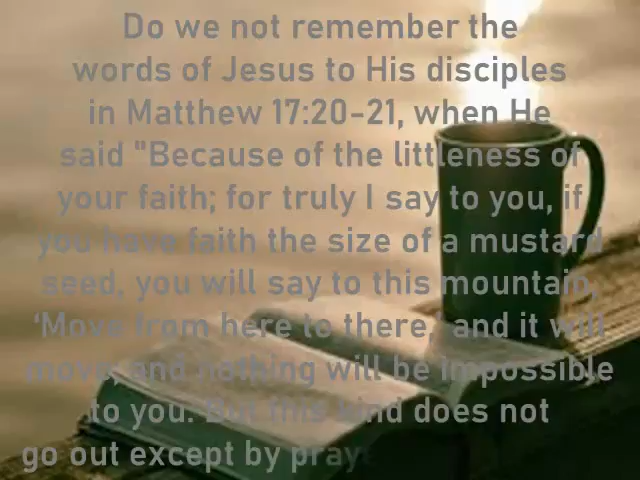 Do we not remember the
words of Jesus to His disciples
in Matthew 17:20-21, when He
said "Because of the littleness of
your faith; for truly I say to you, if
you have faith the size of a mustard
seed, you will say to this mountain,
‘Move from here to there,’ and it will
move, and nothing will be impossible
to you. But this kind does not
go out except by pray